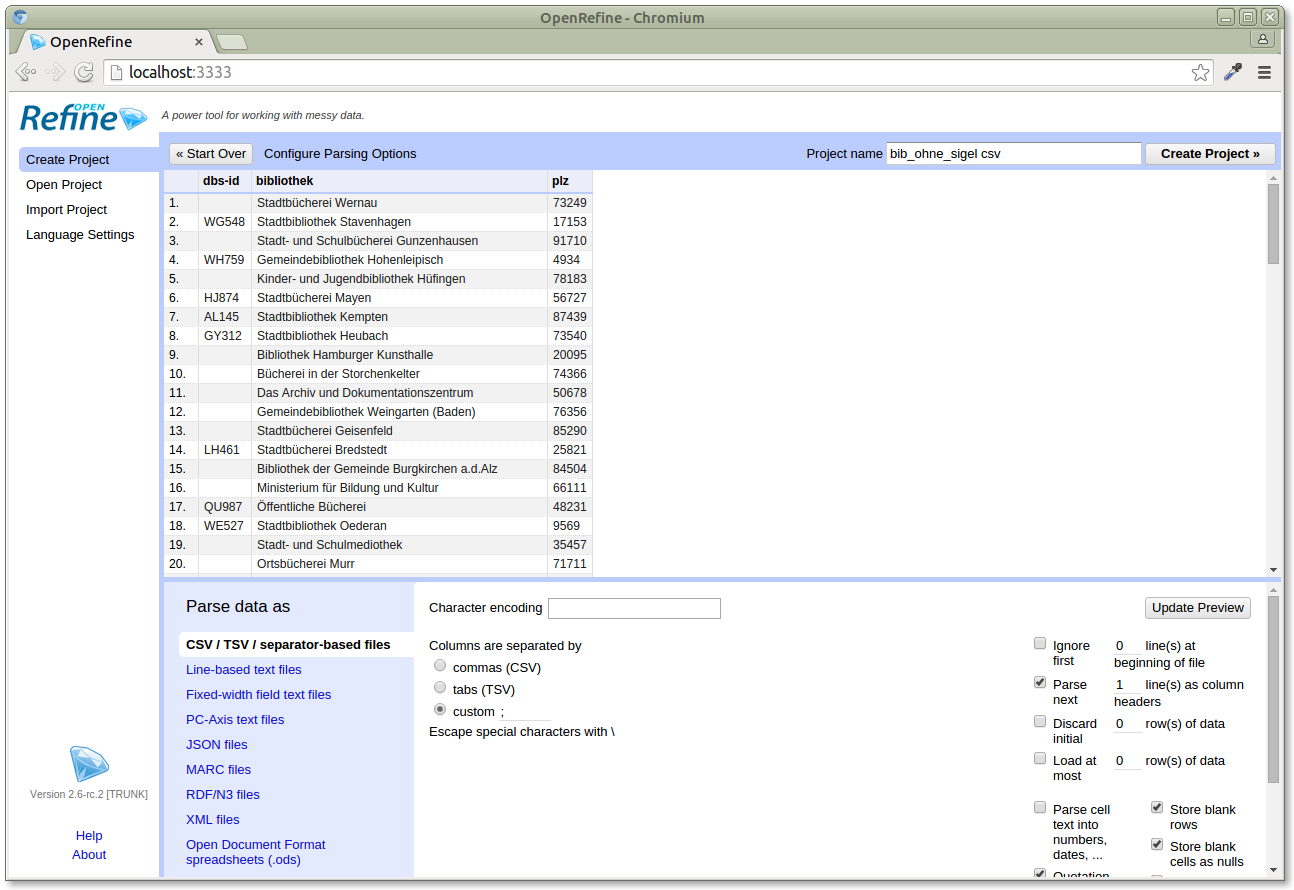 OpenRefine - Chromium
OpenRefine
localhost:3333
OPEN
Refine
A power tool for working with messy data.
Create Project
Open Project
Import Project
Language Settings
« Start Over Configure Parsing Options Project name bib_ohne_sigel csv Create Project »
dbs-id bibliothek plz
1. Stadtbücherei Wernau 73249
2. WG548 Stadtbibliothek Stavenhagen 17153
3. Stadt- und Schulbücherei Gunzenhausen 91710
4. WH759 Gemeindebibliothek Hohenleipisch 4934
5. Kinder- und Jugendbibliothek Hüfingen 78183
6. HJ874 Stadtbücherei Mayen 56727
7. AL145 Stadtbibliothek Kempten 87439
8. GY312 Stadtbibliothek Heubach 73540
9. Bibliothek Hamburger Kunsthalle 20095
10. Bücherei in der Storchenkelter 74366
11. Das Archiv und Dokumentationszentrum 50678
12. Gemeindebibliothek Weingarten (Baden) 76356
13. Stadtbücherei Geisenfeld 85290
14. LH461 Stadtbücherei Bredstedt 25821
15. Bibliothek der Gemeinde Burgkirchen a.d.Alz 84504
16. Ministerium für Bildung und Kultur 66111
17. QU987 Öffentliche Bücherei 48231
18. WE527 Stadtbibliothek Oederan 9569
19. Stadt- und Schulmediothek 35457
20. Ortsbücherei Murr 71711
Parse data as
CSV / TSV / separator-based files
Line-based text files
Fixed-width field text files
PC-Axis text files
JSON files
MARC files
RDF/N3 files
XML files
Open Document Format
spreadsheets (.ods)
Character encoding
Update Preview
Columns are separated by
commas (CSV)
tabs (TSV)
custom ;
Escape special characters with \
Ignore first 0 line(s) at
beginning of file
Parse next 1 line(s) as column
headers
Discard initial 0 row(s) of data
Load at most 0 row(s) of data
Parse cell
text into
numbers,
dates, ...
Quotation
Store blank
rows
Store blank
cells as nulls
Version 2.6-rc.2 [TRUNK]
Help
About